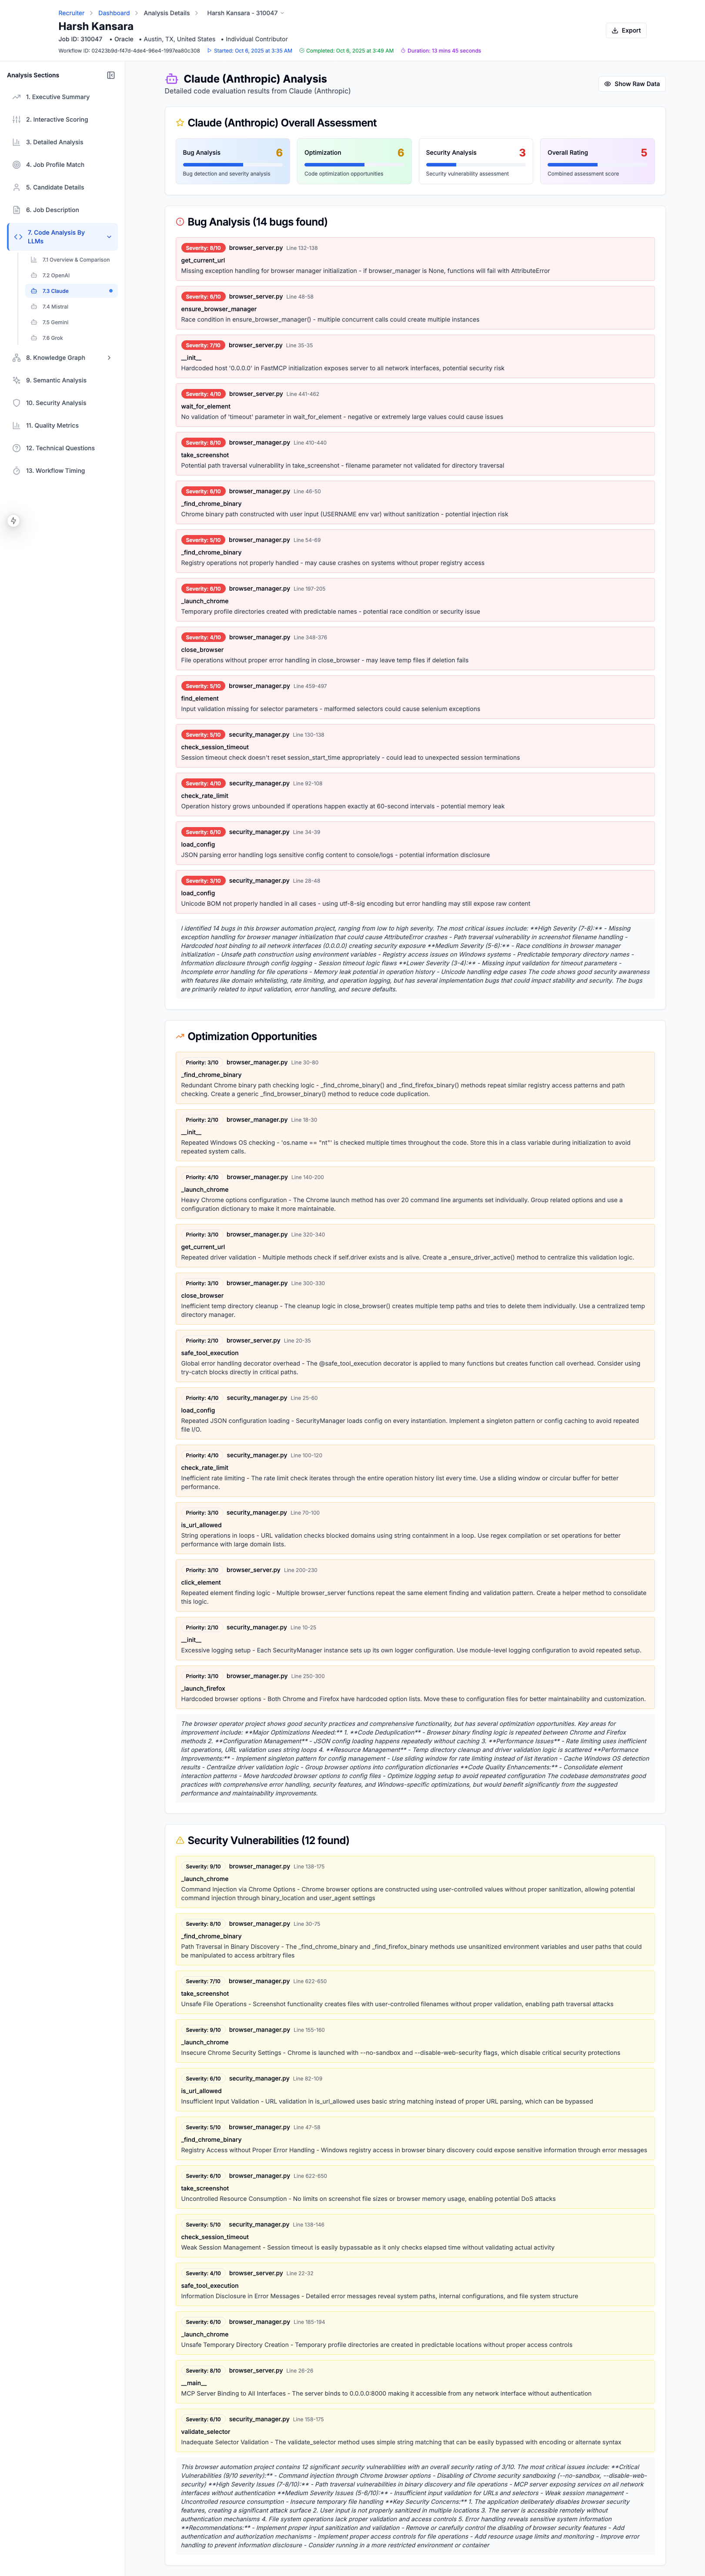 Recruiter > Dashboard > Analysis Details > Harsh Kansara - 310047
Harsh Kansara
Job ID: 310047 • Oracle • Austin, TX, United States • Individual Contributor
Workflow ID: 02423b9d-f47d-4de4-96e4-1997ea80c308 Started: Oct 6, 2025 at 3:35 AM Completed: Oct 6, 2025 at 3:49 AM Duration: 13 mins 45 seconds
Export
Analysis Sections
1. Executive Summary
2. Interactive Scoring
3. Detailed Analysis
4. Job Profile Match
5. Candidate Details
6. Job Description
7. Code Analysis By
LLMs
7.1 Overview & Comparison
7.2 OpenAI
7.3 Claude
7.4 Mistral
7.5 Gemini
7.6 Grok
8. Knowledge Graph
9. Semantic Analysis
10. Security Analysis
11. Quality Metrics
12. Technical Questions
13. Workflow Timing
Claude (Anthropic) Analysis
Detailed code evaluation results from Claude (Anthropic)
Show Raw Data
Claude (Anthropic) Overall Assessment
Bug Analysis 6
Bug detection and severity analysis
Optimization 6
Code optimization opportunities
Security Analysis 3
Security vulnerability assessment
Overall Rating 5
Combined assessment score
Bug Analysis (14 bugs found)
Severity: 8/10 browser_server.py Line 132-138
get_current_url
Missing exception handling for browser manager initialization - if browser_manager is None, functions will fail with AttributeError
Severity: 6/10 browser_server.py Line 48-58
ensure_browser_manager
Race condition in ensure_browser_manager() - multiple concurrent calls could create multiple instances
Severity: 7/10 browser_server.py Line 35-35
__init__
Hardcoded host '0.0.0.0' in FastMCP initialization exposes server to all network interfaces, potential security risk
Severity: 4/10 browser_server.py Line 441-462
wait_for_element
No validation of 'timeout' parameter in wait_for_element - negative or extremely large values could cause issues
Severity: 8/10 browser_manager.py Line 410-440
take_screenshot
Potential path traversal vulnerability in take_screenshot - filename parameter not validated for directory traversal
Severity: 6/10 browser_manager.py Line 46-50
_find_chrome_binary
Chrome binary path constructed with user input (USERNAME env var) without sanitization - potential injection risk
Severity: 5/10 browser_manager.py Line 54-69
_find_chrome_binary
Registry operations not properly handled - may cause crashes on systems without proper registry access
Severity: 6/10 browser_manager.py Line 187-205
_launch_chrome
Temporary profile directories created with predictable names - potential race condition or security issue
Severity: 4/10 browser_manager.py Line 348-376
close_browser
File operations without proper error handling in close_browser - may leave temp files if deletion fails
Severity: 5/10 browser_manager.py Line 459-497
find_element
Input validation missing for selector parameters - malformed selectors could cause selenium exceptions
Severity: 5/10 security_manager.py Line 130-138
check_session_timeout
Session timeout check doesn't reset session_start_time appropriately - could lead to unexpected session terminations
Severity: 4/10 security_manager.py Line 92-108
check_rate_limit
Operation history grows unbounded if operations happen exactly at 60-second intervals - potential memory leak
Severity: 6/10 security_manager.py Line 34-39
load_config
JSON parsing error handling logs sensitive config content to console/logs - potential information disclosure
Severity: 3/10 security_manager.py Line 28-48
load_config
Unicode BOM not properly handled in all cases - using utf-8-sig encoding but error handling may still expose raw content
I identified 14 bugs in this browser automation project, ranging from low to high severity. The most critical issues include: **High Severity (7-8):** - Missing
exception handling for browser manager initialization that could cause AttributeError crashes - Path traversal vulnerability in screenshot filename handling -
Hardcoded host binding to all network interfaces (0.0.0.0) creating security exposure **Medium Severity (5-6):** - Race conditions in browser manager
initialization - Unsafe path construction using environment variables - Registry access issues on Windows systems - Predictable temporary directory names -
Information disclosure through config logging - Session timeout logic flaws **Lower Severity (3-4):** - Missing input validation for timeout parameters -
Incomplete error handling for file operations - Memory leak potential in operation history - Unicode handling edge cases The code shows good security awareness
with features like domain whitelisting, rate limiting, and operation logging, but has several implementation bugs that could impact stability and security. The bugs
are primarily related to input validation, error handling, and secure defaults.
Optimization Opportunities
Priority: 3/10 browser_manager.py Line 30-80
_find_chrome_binary
Redundant Chrome binary path checking logic - _find_chrome_binary() and _find_firefox_binary() methods repeat similar registry access patterns and path
checking. Create a generic _find_browser_binary() method to reduce code duplication.
Priority: 2/10 browser_manager.py Line 18-30
__init__
Repeated Windows OS checking - 'os.name == "nt"' is checked multiple times throughout the code. Store this in a class variable during initialization to avoid
repeated system calls.
Priority: 4/10 browser_manager.py Line 140-200
_launch_chrome
Heavy Chrome options configuration - The Chrome launch method has over 20 command line arguments set individually. Group related options and use a
configuration dictionary to make it more maintainable.
Priority: 3/10 browser_manager.py Line 320-340
get_current_url
Repeated driver validation - Multiple methods check if self.driver exists and is alive. Create a _ensure_driver_active() method to centralize this validation logic.
Priority: 3/10 browser_manager.py Line 300-330
close_browser
Inefficient temp directory cleanup - The cleanup logic in close_browser() creates multiple temp paths and tries to delete them individually. Use a centralized temp
directory manager.
Priority: 2/10 browser_server.py Line 20-35
safe_tool_execution
Global error handling decorator overhead - The @safe_tool_execution decorator is applied to many functions but creates function call overhead. Consider using
try-catch blocks directly in critical paths.
Priority: 4/10 security_manager.py Line 25-60
load_config
Repeated JSON configuration loading - SecurityManager loads config on every instantiation. Implement a singleton pattern or config caching to avoid repeated
file I/O.
Priority: 4/10 security_manager.py Line 100-120
check_rate_limit
Inefficient rate limiting - The rate limit check iterates through the entire operation history list every time. Use a sliding window or circular buffer for better
performance.
Priority: 3/10 security_manager.py Line 70-100
is_url_allowed
String operations in loops - URL validation checks blocked domains using string containment in a loop. Use regex compilation or set operations for better
performance with large domain lists.
Priority: 3/10 browser_server.py Line 200-230
click_element
Repeated element finding logic - Multiple browser_server functions repeat the same element finding and validation pattern. Create a helper method to consolidate
this logic.
Priority: 2/10 security_manager.py Line 10-25
__init__
Excessive logging setup - Each SecurityManager instance sets up its own logger configuration. Use module-level logging configuration to avoid repeated setup.
Priority: 3/10 browser_manager.py Line 250-300
_launch_firefox
Hardcoded browser options - Both Chrome and Firefox have hardcoded option lists. Move these to configuration files for better maintainability and customization.
The browser operator project shows good security practices and comprehensive functionality, but has several optimization opportunities. Key areas for
improvement include: **Major Optimizations Needed:** 1. **Code Deduplication** - Browser binary finding logic is repeated between Chrome and Firefox
methods 2. **Configuration Management** - JSON config loading happens repeatedly without caching 3. **Performance Issues** - Rate limiting uses inefficient
list operations, URL validation uses string loops 4. **Resource Management** - Temp directory cleanup and driver validation logic is scattered **Performance
Improvements:** - Implement singleton pattern for config management - Use sliding window for rate limiting instead of list iteration - Cache Windows OS detection
results - Centralize driver validation logic - Group browser options into configuration dictionaries **Code Quality Enhancements:** - Consolidate element
interaction patterns - Move hardcoded browser options to config files - Optimize logging setup to avoid repeated configuration The codebase demonstrates good
practices with comprehensive error handling, security features, and Windows-specific optimizations, but would benefit significantly from the suggested
performance and maintainability improvements.
Security Vulnerabilities (12 found)
Severity: 9/10 browser_manager.py Line 138-175
_launch_chrome
Command Injection via Chrome Options - Chrome browser options are constructed using user-controlled values without proper sanitization, allowing potential
command injection through binary_location and user_agent settings
Severity: 8/10 browser_manager.py Line 30-75
_find_chrome_binary
Path Traversal in Binary Discovery - The _find_chrome_binary and _find_firefox_binary methods use unsanitized environment variables and user paths that could
be manipulated to access arbitrary files
Severity: 7/10 browser_manager.py Line 622-650
take_screenshot
Unsafe File Operations - Screenshot functionality creates files with user-controlled filenames without proper validation, enabling path traversal attacks
Severity: 9/10 browser_manager.py Line 155-160
_launch_chrome
Insecure Chrome Security Settings - Chrome is launched with --no-sandbox and --disable-web-security flags, which disable critical security protections
Severity: 6/10 security_manager.py Line 82-109
is_url_allowed
Insufficient Input Validation - URL validation in is_url_allowed uses basic string matching instead of proper URL parsing, which can be bypassed
Severity: 5/10 browser_manager.py Line 47-58
_find_chrome_binary
Registry Access without Proper Error Handling - Windows registry access in browser binary discovery could expose sensitive information through error messages
Severity: 6/10 browser_manager.py Line 622-650
take_screenshot
Uncontrolled Resource Consumption - No limits on screenshot file sizes or browser memory usage, enabling potential DoS attacks
Severity: 5/10 security_manager.py Line 138-146
check_session_timeout
Weak Session Management - Session timeout is easily bypassable as it only checks elapsed time without validating actual activity
Severity: 4/10 browser_server.py Line 22-32
safe_tool_execution
Information Disclosure in Error Messages - Detailed error messages reveal system paths, internal configurations, and file system structure
Severity: 6/10 browser_manager.py Line 185-194
_launch_chrome
Unsafe Temporary Directory Creation - Temporary profile directories are created in predictable locations without proper access controls
Severity: 8/10 browser_server.py Line 26-28
__main__
MCP Server Binding to All Interfaces - The server binds to 0.0.0.0:8000 making it accessible from any network interface without authentication
Severity: 6/10 security_manager.py Line 158-175
validate_selector
Inadequate Selector Validation - The validate_selector method uses simple string matching that can be easily bypassed with encoding or alternate syntax
This browser automation project contains 12 significant security vulnerabilities with an overall security rating of 3/10. The most critical issues include: **Critical
Vulnerabilities (9/10 severity):** - Command injection through Chrome browser options - Disabling of Chrome security sandboxing (--no-sandbox, --disable-web-
security) **High Severity Issues (7-8/10):** - Path traversal vulnerabilities in binary discovery and file operations - MCP server exposing services on all network
interfaces without authentication **Medium Severity Issues (5-6/10):** - Insufficient input validation for URLs and selectors - Weak session management -
Uncontrolled resource consumption - Insecure temporary file handling **Key Security Concerns:** 1. The application deliberately disables browser security
features, creating a significant attack surface 2. User input is not properly sanitized in multiple locations 3. The server is accessible remotely without
authentication mechanisms 4. File system operations lack proper validation and access controls 5. Error handling reveals sensitive system information
**Recommendations:** - Implement proper input sanitization and validation - Remove or carefully control the disabling of browser security features - Add
authentication and authorization mechanisms - Implement proper access controls for file operations - Add resource usage limits and monitoring - Improve error
handling to prevent information disclosure - Consider running in a more restricted environment or container